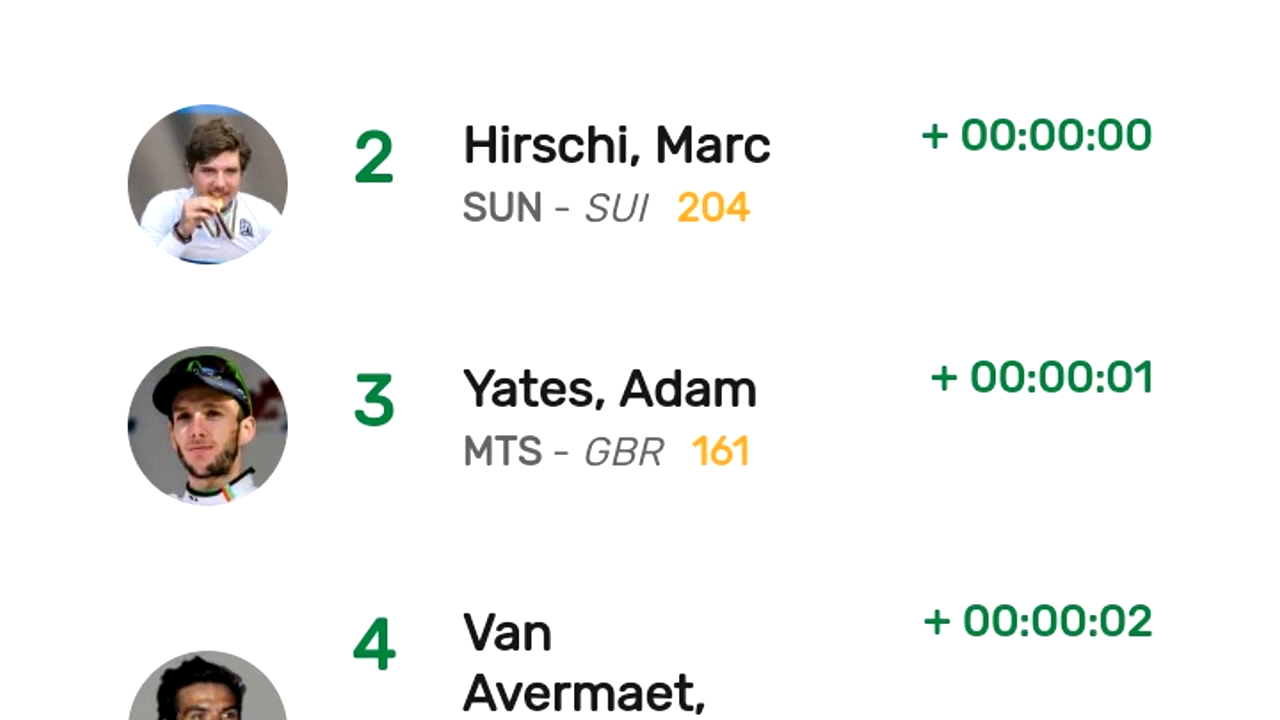 2 Hirschi, Marc + 00:00:00
SUN - SUI 204
3 Yates, Adam + 00:00:01
MTS - GBR 161
4 Van + 00:00:02
Avermaet,